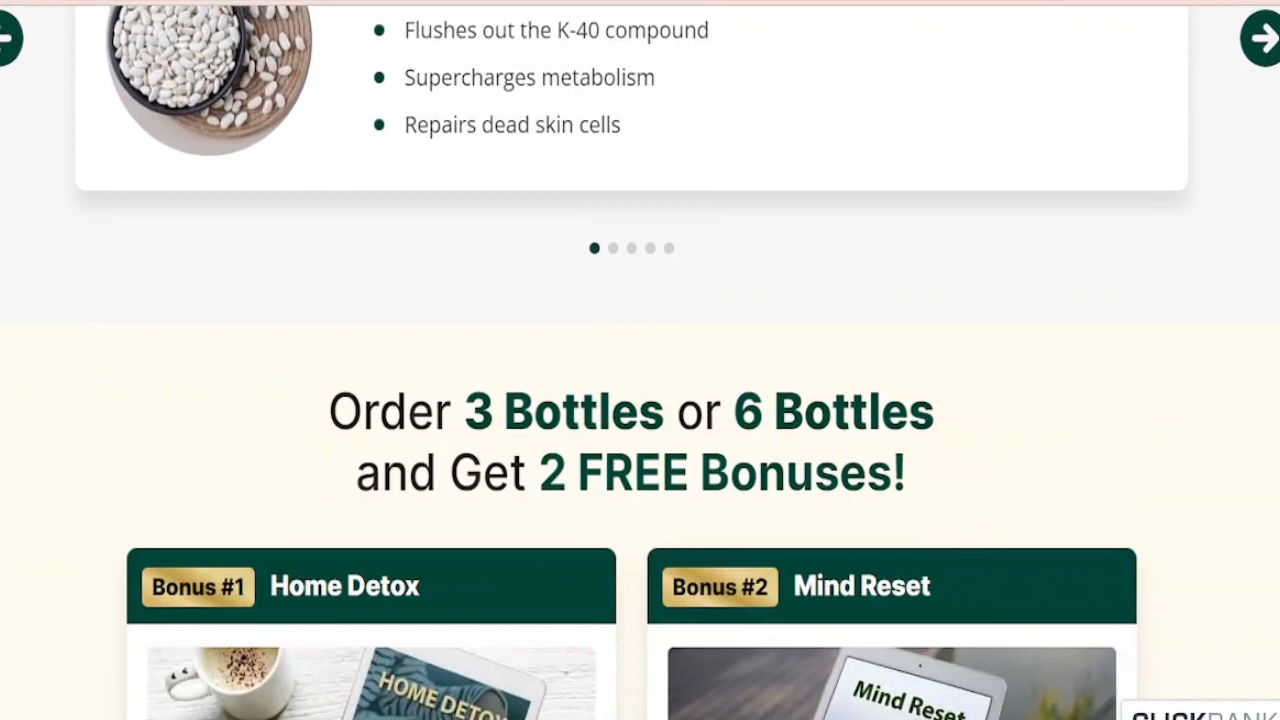 Flushes out the K-40 compound
Supercharges metabolism
Repairs dead skin cells
Order 3 Bottles or 6 Bottles
and Get 2 FREE Bonuses!
Bonus #1 Home Detox
Bonus #2 Mind Reset
HOME DETOX
Mind Reset
CLICKBANK